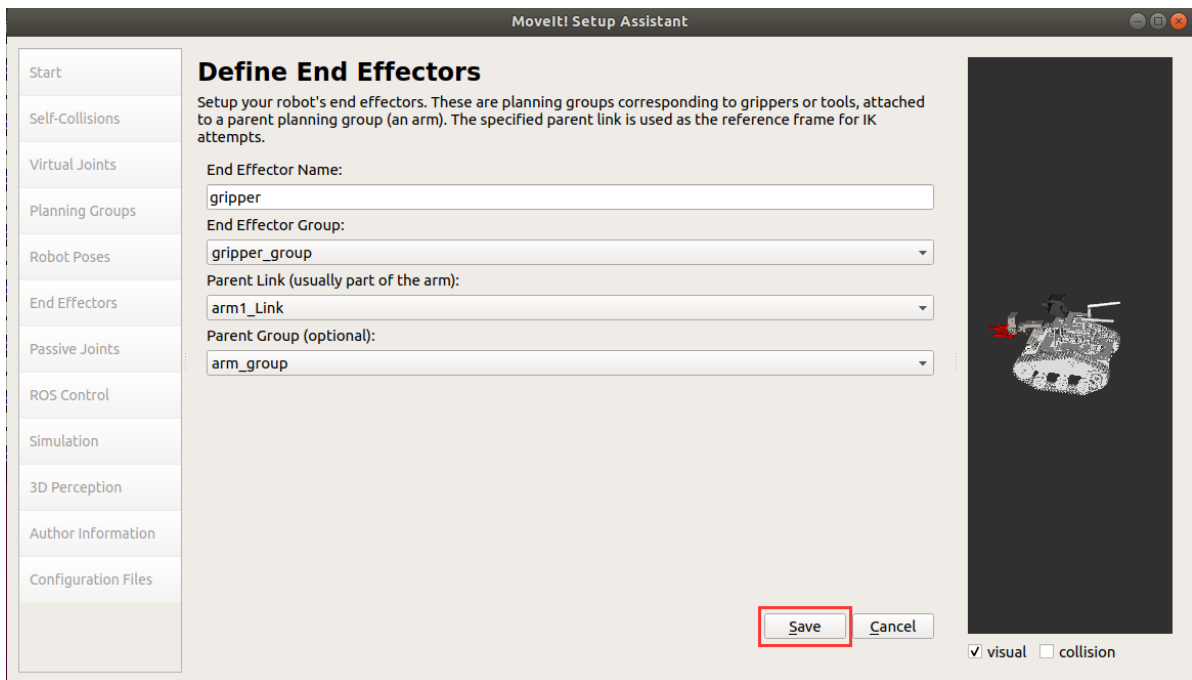 MoveIt! Setup Assistant
Start
Self-Collisions
Virtual Joints
Planning Groups
Robot Poses
End Effectors
Passive Joints
ROS Control
Simulation
3D Perception
Author Information
Configuration Files
Define End Effectors
Setup your robot's end effectors. These are planning groups corresponding to grippers or tools, attached
to a parent planning group (an arm). The specified parent link is used as the reference frame for IK
attempts.
End Effector Name:
gripper
End Effector Group:
gripper_group
Parent Link (usually part of the arm):
arm1_Link
Parent Group (optional):
arm_group
Save
Cancel
visual
collision